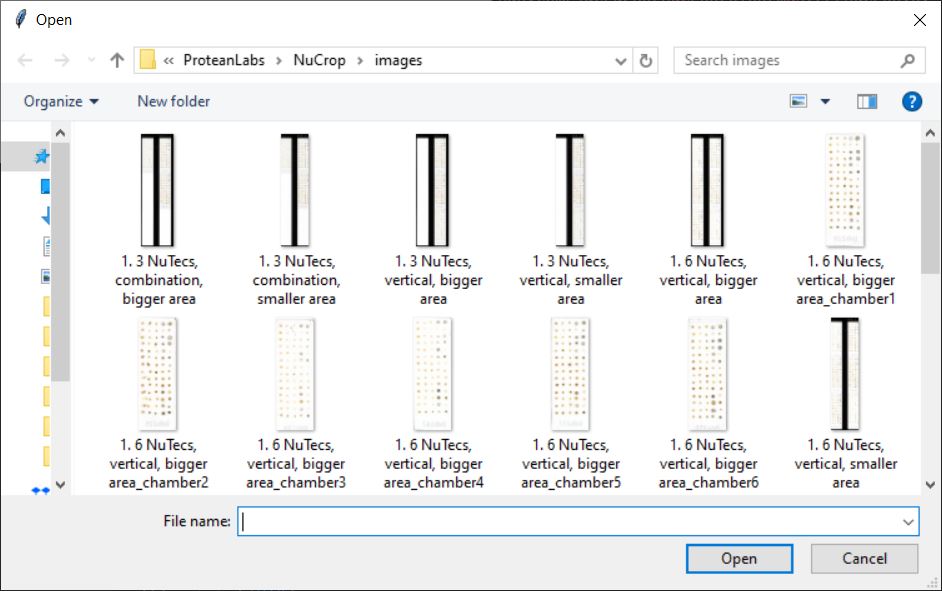 Open
« ProteanLabs > NuCrop > images
Search images
Organize
New folder
1. 3 NuTecs,
combination,
bigger area
1. 3 NuTecs,
combination,
smaller area
1. 3 NuTecs,
vertical, bigger
area
1. 3 NuTecs,
vertical, smaller
area
1. 6 NuTecs,
vertical, bigger
area
1. 6 NuTecs,
vertical, bigger
area_chamber1
1. 6 NuTecs,
vertical, bigger
area_chamber2
1. 6 NuTecs,
vertical, bigger
area_chamber3
1. 6 NuTecs,
vertical, bigger
area_chamber4
1. 6 NuTecs,
vertical, bigger
area_chamber5
1. 6 NuTecs,
vertical, bigger
area_chamber6
1. 6 NuTecs,
vertical, smaller
area
File name:
Open
Cancel